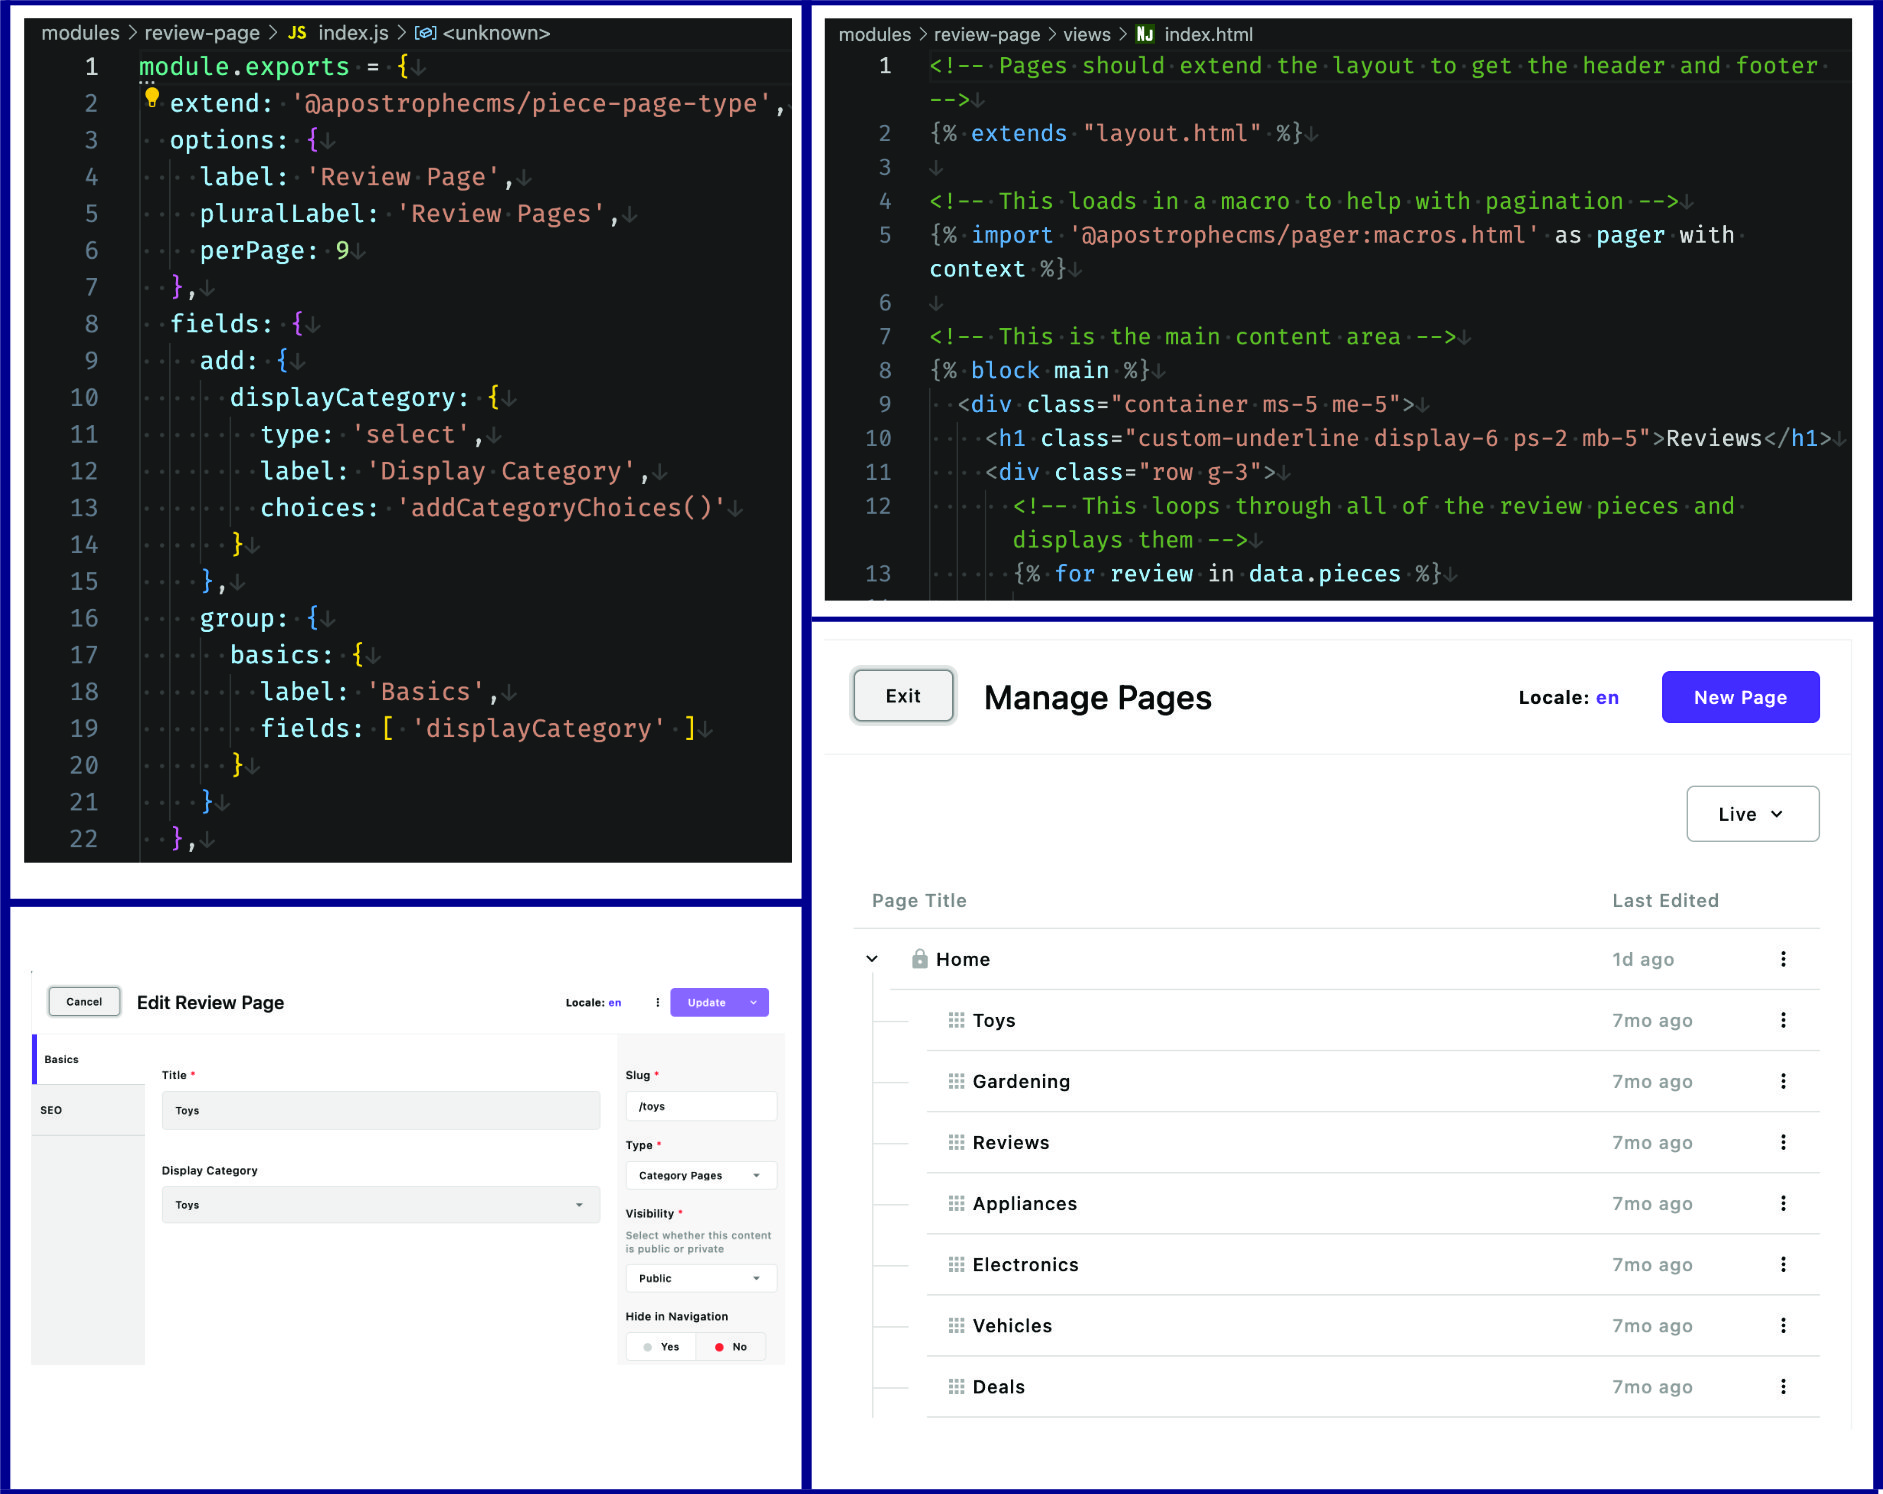 modules > review-page > JS index.js > <unknown>
1 module.exports = {
2 extend: '@apostrophecms/piece-page-type',
3 options: {
4 label: 'Review Page',
5 pluralLabel: 'Review Pages',
6 perPage: 9
7 },
8 fields: {
9 add: {
10 displayCategory: {
11 type: 'select',
12 label: 'Display Category',
13 choices: 'addCategoryChoices()'
14 }
15 },
16 group: {
17 basics: {
18 label: 'Basics',
19 fields: [ 'displayCategory' ]
20 }
21 }
22 },
modules > review-page > views > NJ index.html
1 <!-- Pages should extend the layout to get the header and footer
-->
2 {% extends "layout.html" %}
3
4 <!-- This loads in a macro to help with pagination -->
5 {% import '@apostrophecms/pager:macros.html' as pager with
context %}
6
7 <!-- This is the main content area -->
8 {% block main %}
9 <div class="container ms-5 me-5">
10 <h1 class="custom-underline display-6 ps-2 mb-5">Reviews</h1>
11 <div class="row g-3">
12 <!-- This loops through all of the review pieces and
displays them -->
13 {% for review in data.pieces %}
Cancel Edit Review Page Locale: en Update
Basics
SEO
Title *
Toys
Display Category
Toys
Slug *
/toys
Type *
Category Pages
Visibility *
Select whether this content
is public or private
Public
Hide in Navigation
Yes No
Exit Manage Pages Locale: en New Page
Live
Page Title Last Edited
Home 1d ago
Toys 7mo ago
Gardening 7mo ago
Reviews 7mo ago
Appliances 7mo ago
Electronics 7mo ago
Vehicles 7mo ago
Deals 7mo ago